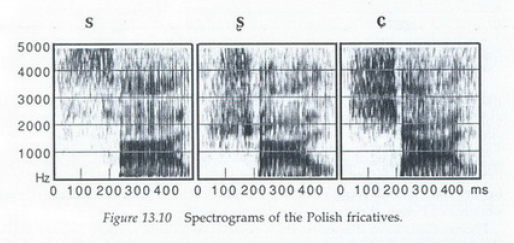 s ɕ
5000
4000
3000
2000
1000
Hz
0 100 200 300 400 0 100 200 300 400 0 100 200 300 400 ms
Figure 13.10 Spectrograms of the Polish fricatives.